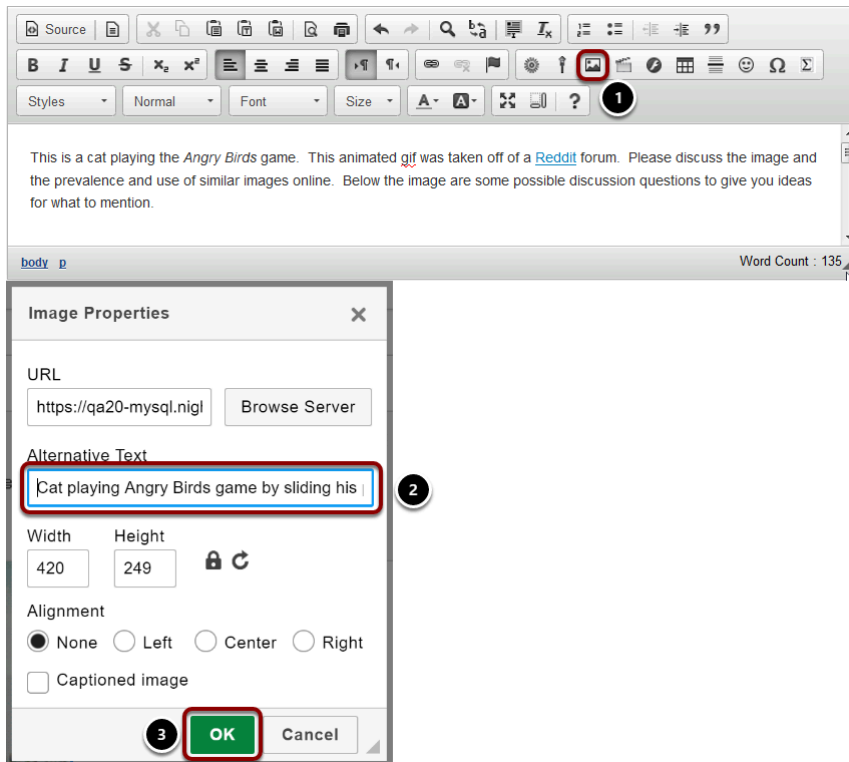 Source
B I U S x₂ x² Ω Σ
Styles Normal Font Size A A ?
1
This is a cat playing the Angry Birds game. This animated gif was taken off of a Reddit forum. Please discuss the image and
the prevalence and use of similar images online. Below the image are some possible discussion questions to give you ideas
for what to mention.
body p Word Count : 135
Image Properties
URL
https://qa20-mysql.nigh Browse Server
Alternative Text
Cat playing Angry Birds game by sliding his
2
Width Height
420 249
Alignment
None Left Center Right
Captioned image
3 OK Cancel